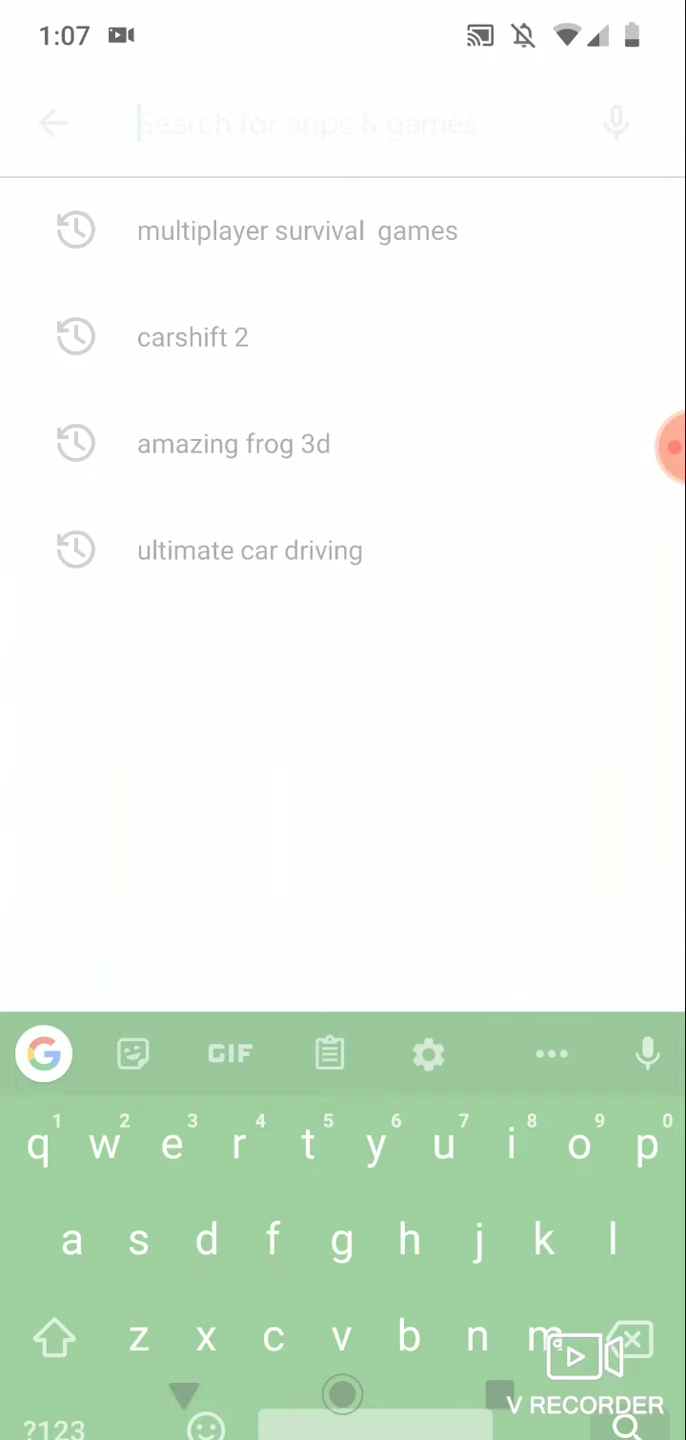 1:07
Search for apps & games
multiplayer survival games
carshift 2
amazing frog 3d
ultimate car driving
G GIF
1 2 3 4 5 6 7 8 9 0
q w e r t y u i o p
a s d f g h j k l
z x c v b n m
V RECORDER
?123